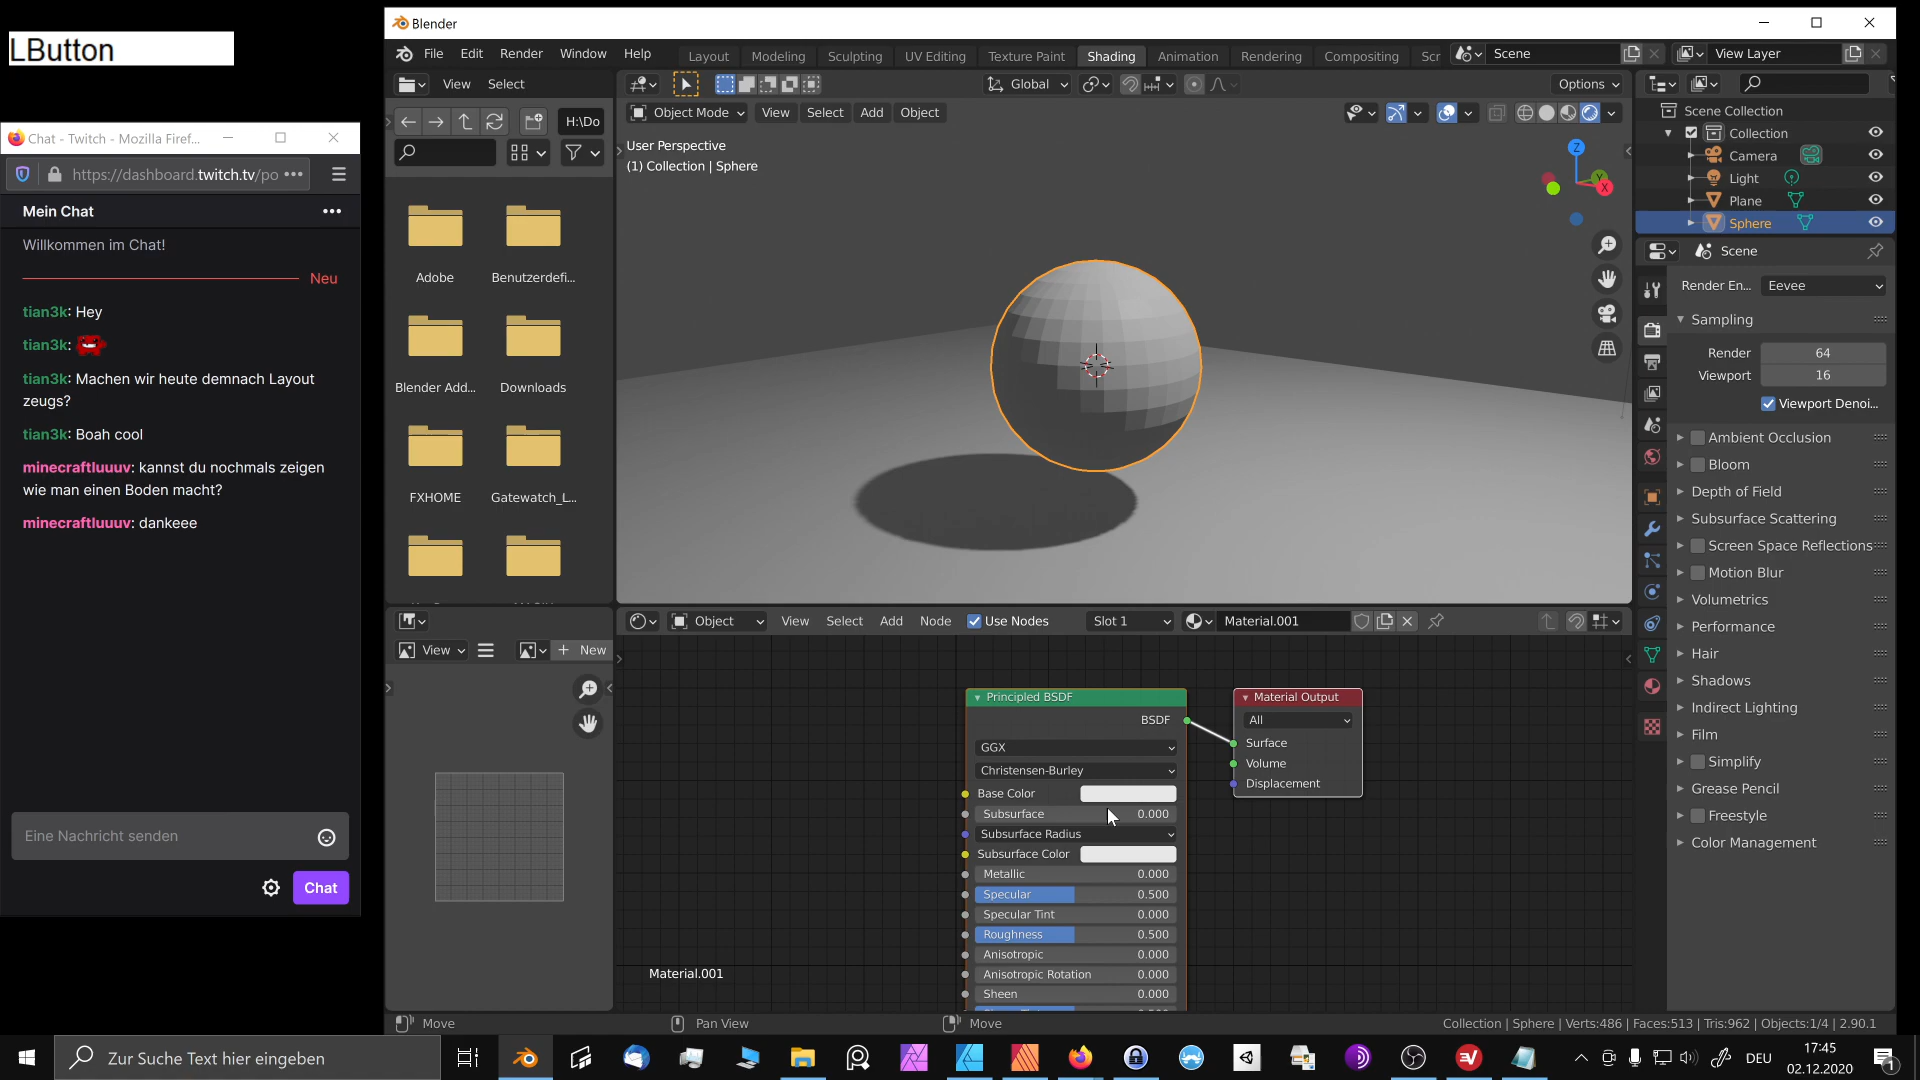 LButton
Chat - Twitch - Mozilla Firef...
https://dashboard.twitch.tv/po
Mein Chat
Willkommen im Chat!
Neu
tian3k: Hey
tian3k:
tian3k: Machen wir heute demnach Layout
zeugs?
tian3k: Boah cool
minecraftluuuv: kannst du nochmals zeigen
wie man einen Boden macht?
minecraftluuuv: dankeee
Eine Nachricht senden
Chat
Blender
File Edit Render Window Help
Layout Modeling Sculpting UV Editing Texture Paint Shading Animation Rendering Compositing Scr
Scene
View Layer
View Select
H:\Do
Adobe
Benutzerdefi...
Blender Add...
Downloads
FXHOME
Gatewatch_L...
Global
Options
Object Mode View Select Add Object
User Perspective
(1) Collection | Sphere
Z
Y
X
Scene Collection
Collection
Camera
Light
Plane
Sphere
Scene
Render En... Eevee
Sampling
Render 64
Viewport 16
Viewport Denoi...
Ambient Occlusion
Bloom
Depth of Field
Subsurface Scattering
Screen Space Reflections
Motion Blur
Volumetrics
Performance
Hair
Shadows
Indirect Lighting
Film
Simplify
Grease Pencil
Freestyle
Color Management
View
New
Object View Select Add Node Use Nodes Slot 1 Material.001
Principled BSDF
BSDF
GGX
Christensen-Burley
Base Color
Subsurface 0.000
Subsurface Radius
Subsurface Color
Metallic 0.000
Specular 0.500
Specular Tint 0.000
Roughness 0.500
Anisotropic 0.000
Anisotropic Rotation 0.000
Sheen 0.000
Material Output
All
Surface
Volume
Displacement
Material.001
Move
Pan View
Move
Collection | Sphere | Verts:486 | Faces:513 | Tris:962 | Objects:1/4 | 2.90.1
Zur Suche Text hier eingeben
DEU
17:45
02.12.2020
1